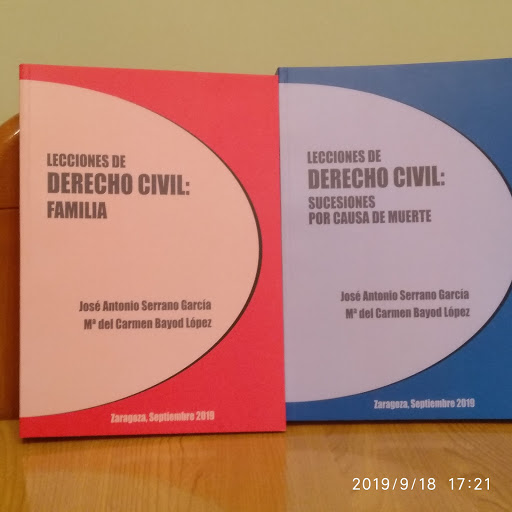 LECCIONES DE
DERECHO CIVIL:
FAMILIA
José Antonio Serrano García
Mª del Carmen Bayod López
Zaragoza, Septiembre 2019
LECCIONES DE
DERECHO CIVIL:
SUCESIONES
POR CAUSA DE MUERTE
José Antonio Serrano García
Mª del Carmen Bayod López
Zaragoza, Septiembre 2019
2019/9/18 17:21